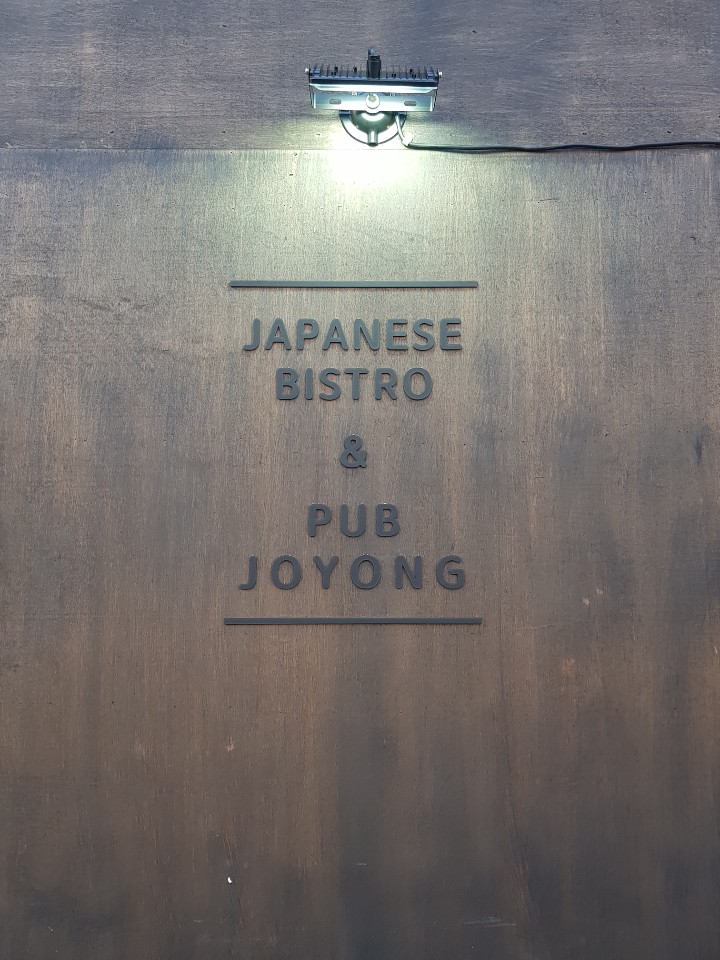 JAPANESE
BISTRO
&
PUB
JOYONG